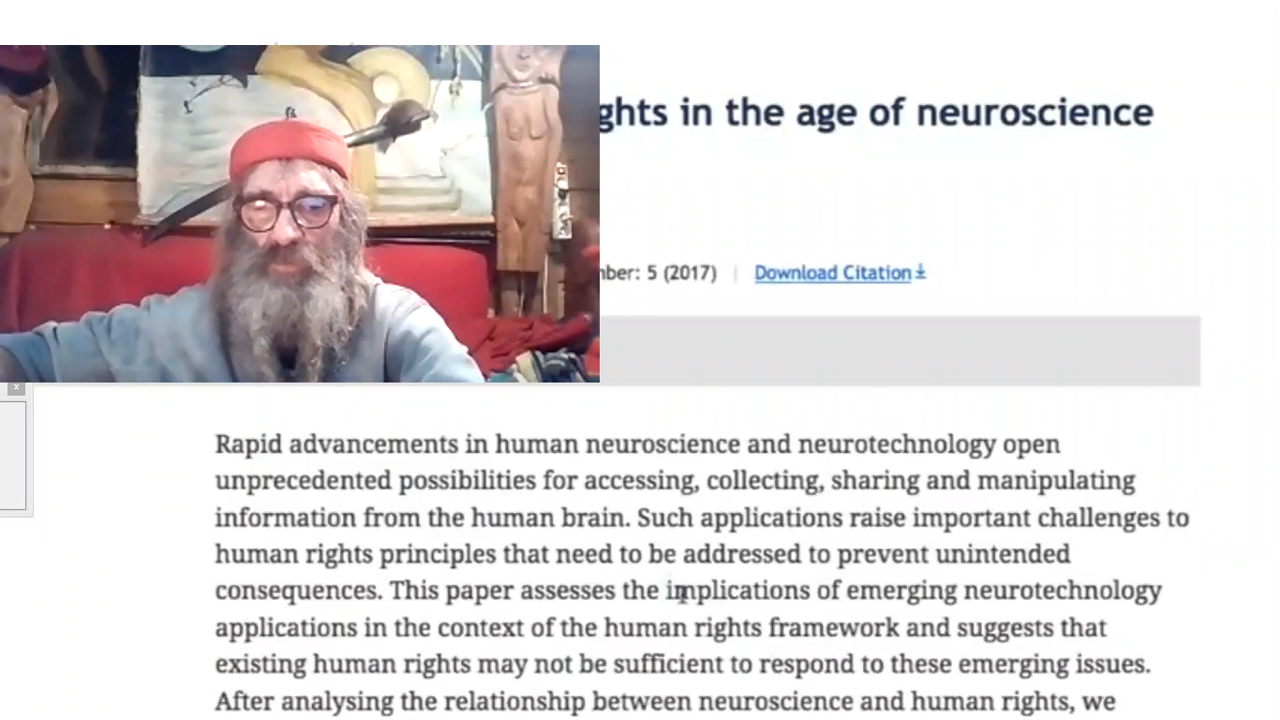 ghts in the age of neuroscience
ber: 5 (2017) | Download Citation
x
Rapid advancements in human neuroscience and neurotechnology open
unprecedented possibilities for accessing, collecting, sharing and manipulating
information from the human brain. Such applications raise important challenges to
human rights principles that need to be addressed to prevent unintended
consequences. This paper assesses the implications of emerging neurotechnology
applications in the context of the human rights framework and suggests that
existing human rights may not be sufficient to respond to these emerging issues.
After analysing the relationship between neuroscience and human rights, we